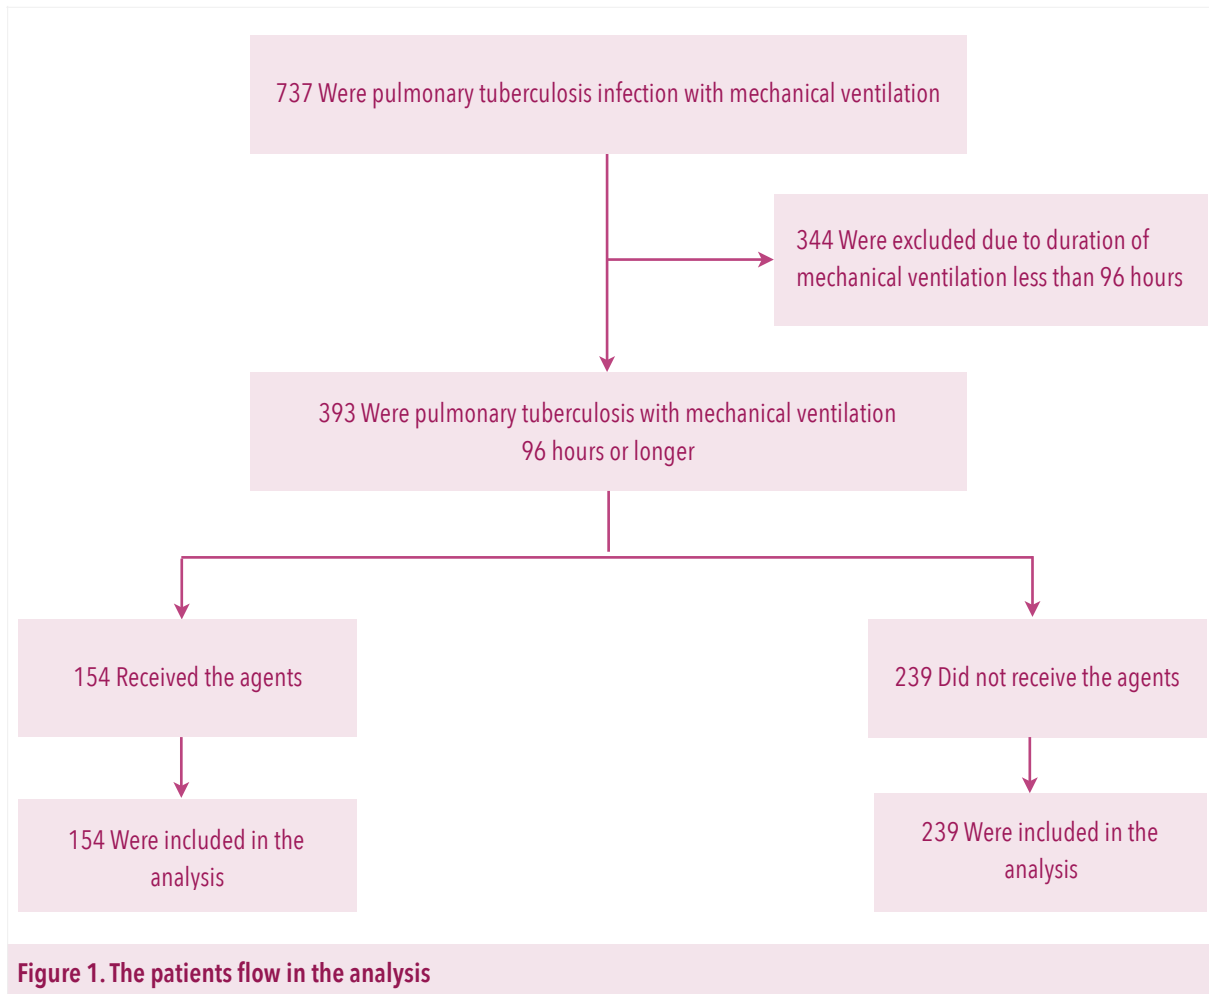 737 Were pulmonary tuberculosis infection with mechanical ventilation
344 Were excluded due to duration of
mechanical ventilation less than 96 hours
393 Were pulmonary tuberculosis with mechanical ventilation
96 hours or longer
154 Received the agents
239 Did not receive the agents
154 Were included in the
analysis
239 Were included in the
analysis
Figure 1. The patients flow in the analysis